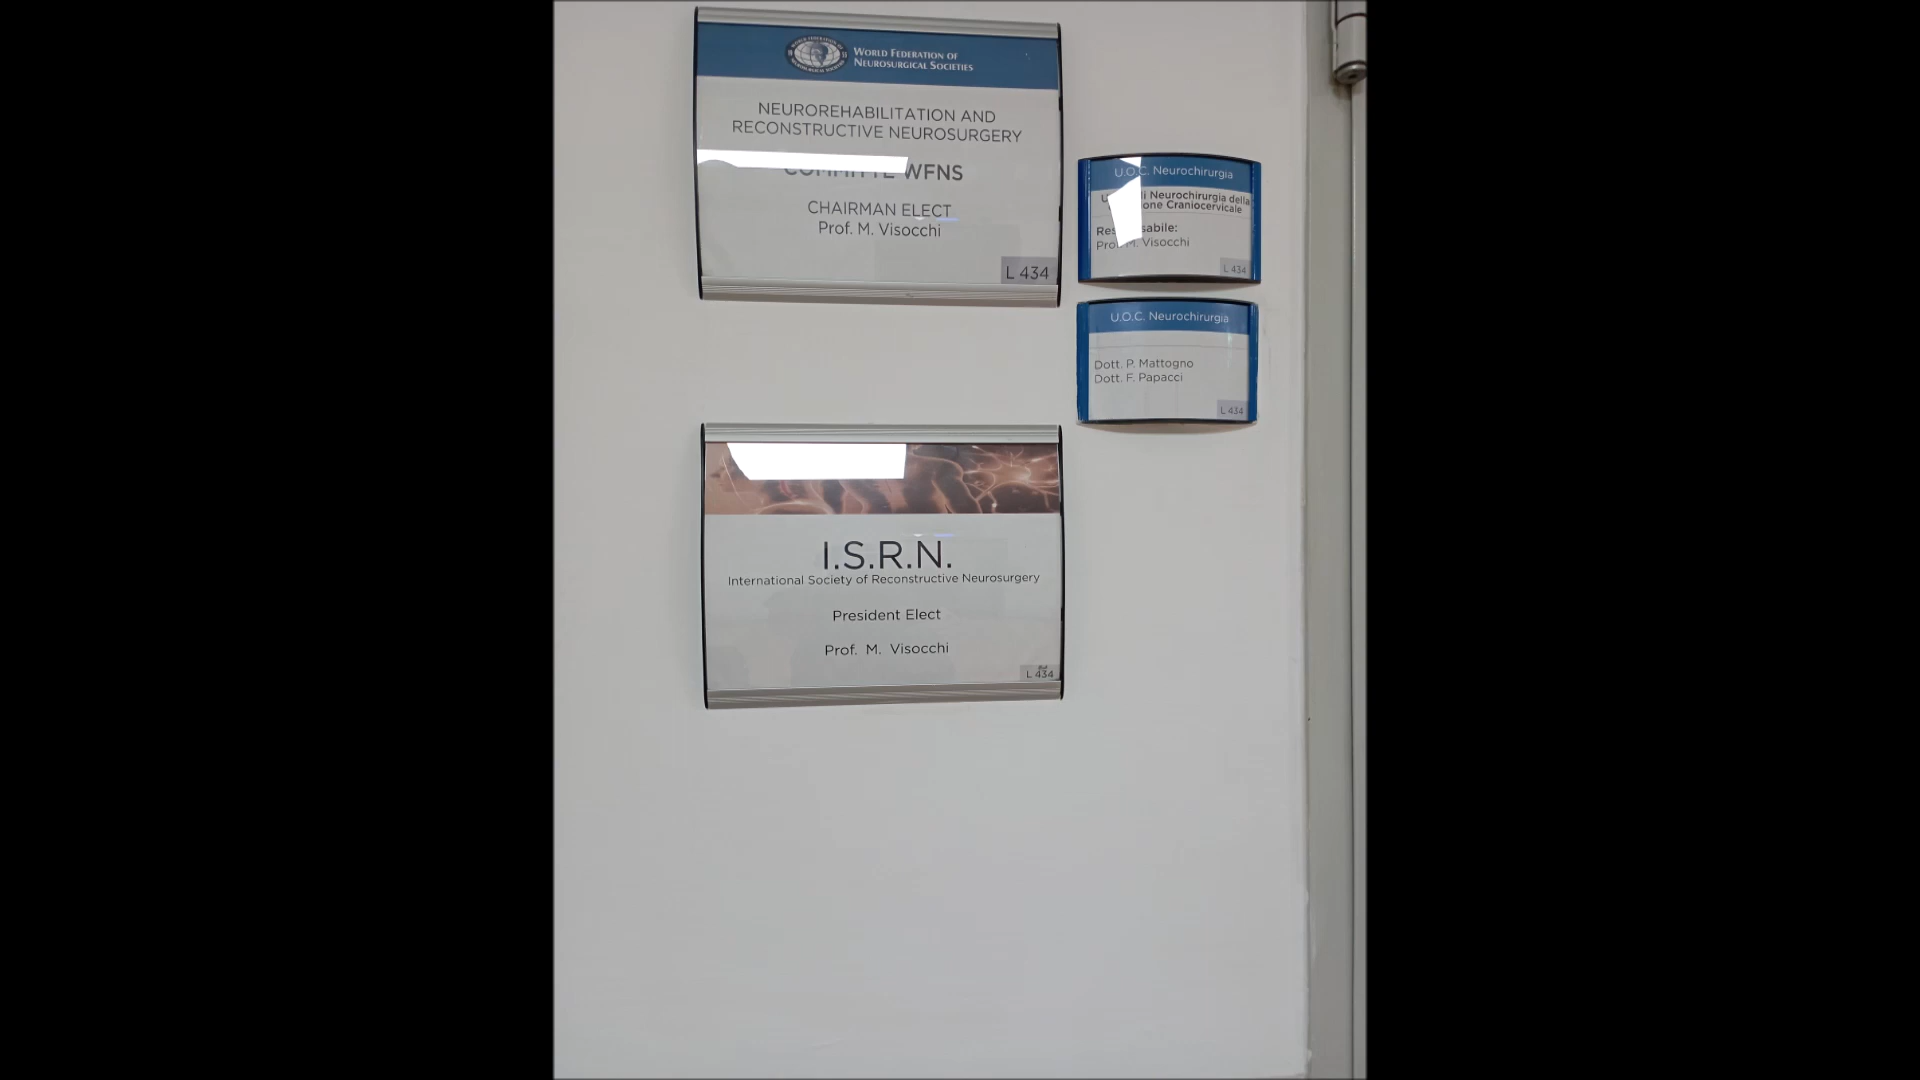 World Federation of
Neurosurgical Societies
NEUROREHABILITATION AND
RECONSTRUCTIVE NEUROSURGERY
WFNS
CHAIRMAN ELECT
Prof. M. Visocchi
L 434
U.O.C. Neurochirurgia
Neurochirurgia della
Craniocervicale
Prof. M. Visocchi
L 434
U.O.C. Neurochirurgia
Dott. P. Mattogno
Dott. F. Papacci
L 434
I.S.R.N.
International Society of Reconstructive Neurosurgery
President Elect
Prof. M. Visocchi
L 434